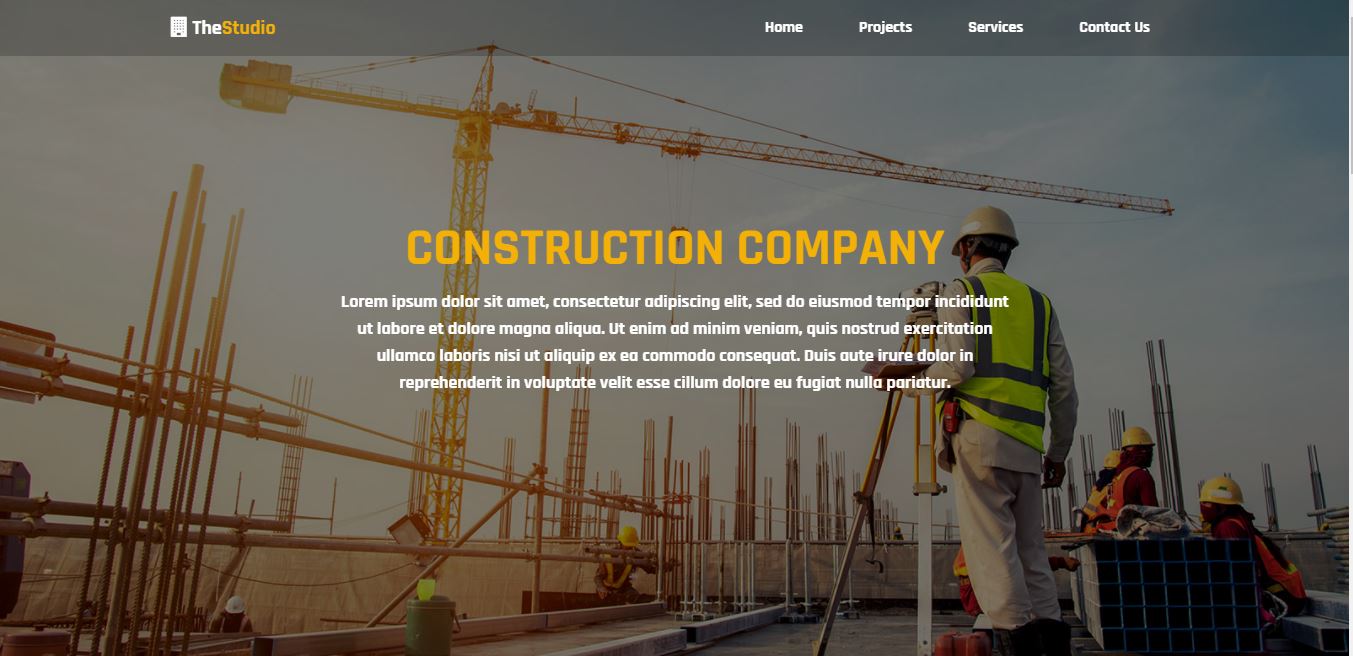 TheStudio
Home Projects Services Contact Us
CONSTRUCTION COMPANY
Lorem ipsum dolor sit amet, consectetur adipiscing elit, sed do eiusmod tempor incididunt
ut labore et dolore magna aliqua. Ut enim ad minim veniam, quis nostrud exercitation
ullamco laboris nisi ut aliquip ex ea commodo consequat. Duis aute irure dolor in
reprehenderit in voluptate velit esse cillum dolore eu fugiat nulla pariatur.